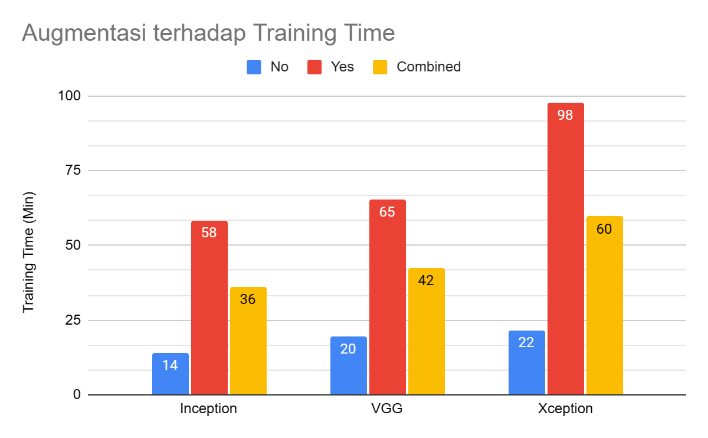 Augmentasi terhadap Training Time
No Yes Combined
100
75
50
25
0
Training Time (Min)
14 58 36
20 65 42
22 98 60
Inception VGG Xception